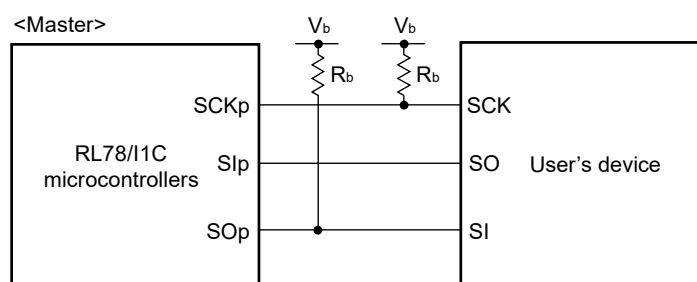 <Master>
Vb
Vb
Rb
Rb
SCKp
SCK
RL78/I1C
microcontrollers
SIp
SO
User's device
SOp
SI